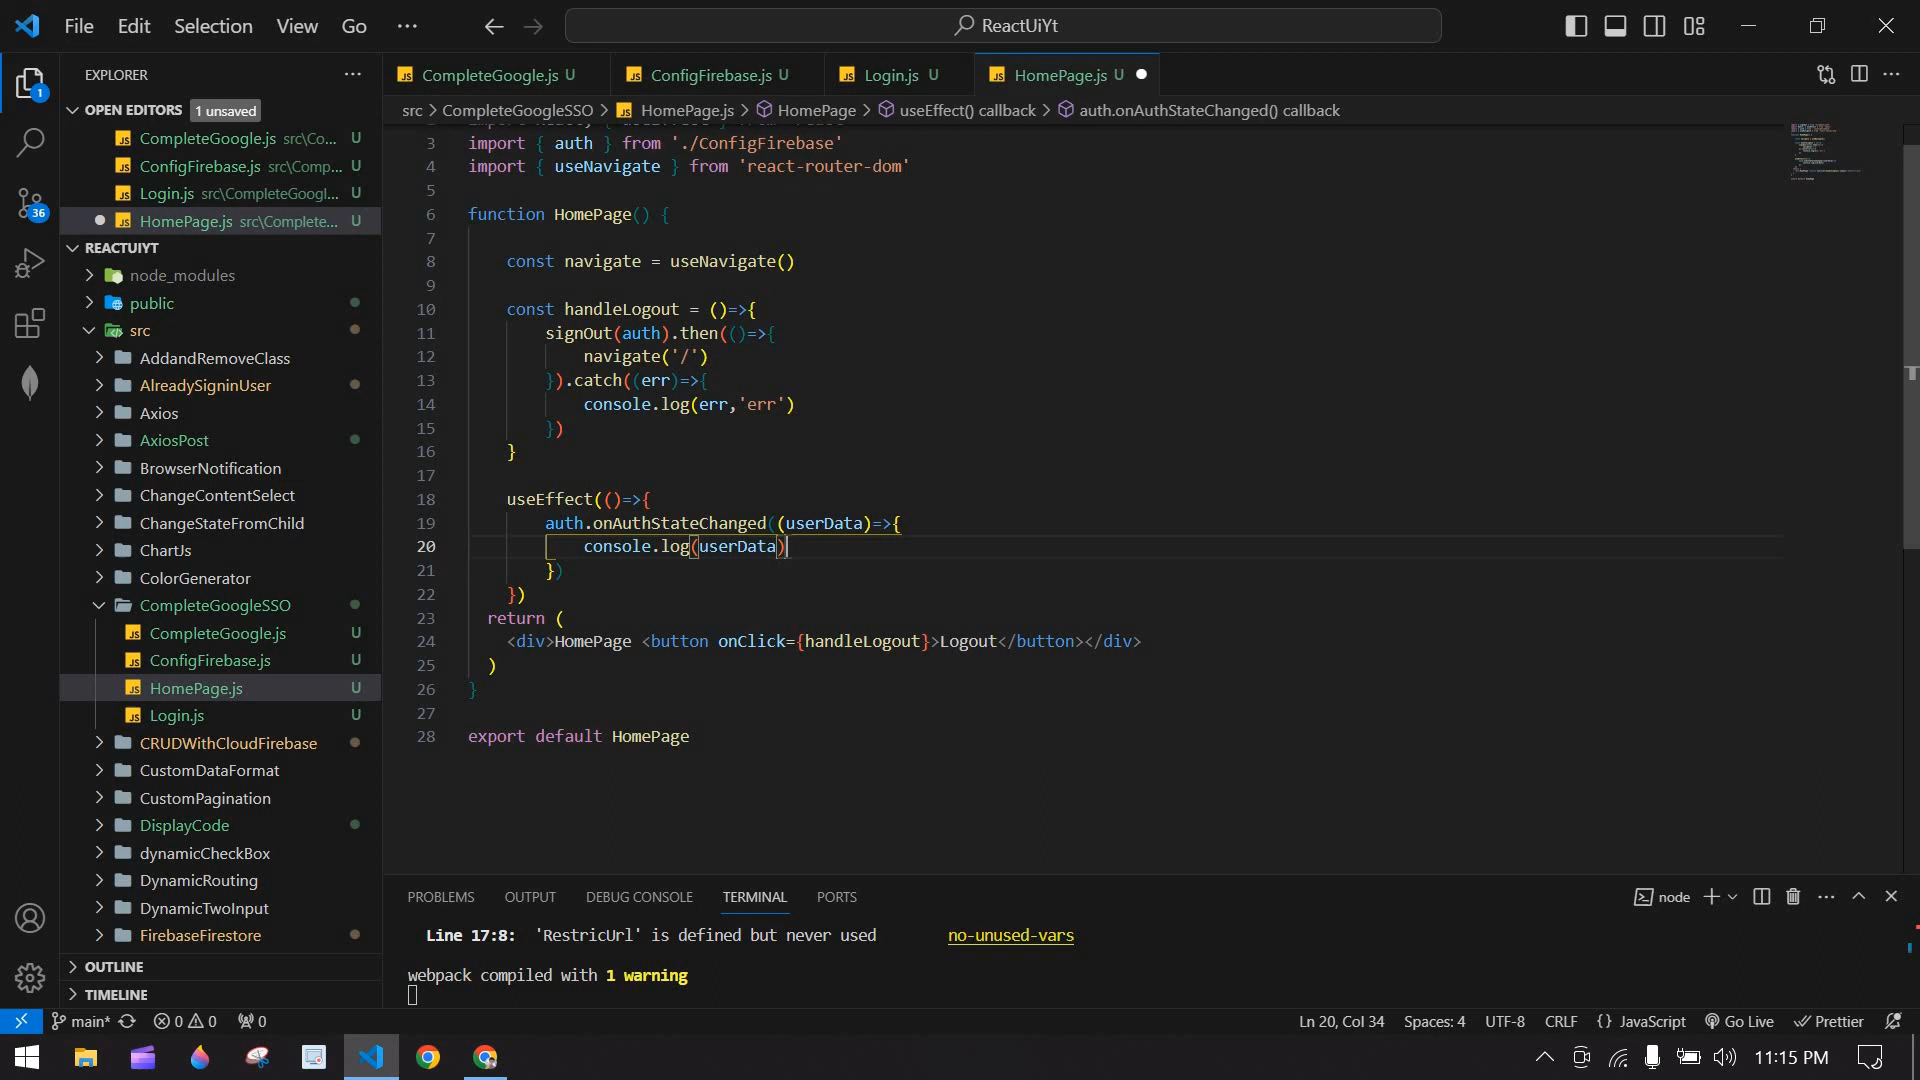 File Edit Selection View Go ···
ReactUiYt
EXPLORER
OPEN EDITORS 1 unsaved
CompleteGoogle.js src\Co... U
ConfigFirebase.js src\Comp... U
Login.js src\CompleteGoogl... U
HomePage.js src\Complete... U
REACTUIYT
node_modules
public
src
AddandRemoveClass
AlreadySigninUser
Axios
AxiosPost
BrowserNotification
ChangeContentSelect
ChangeStateFromChild
ChartJs
ColorGenerator
CompleteGoogleSSO
CompleteGoogle.js U
ConfigFirebase.js U
HomePage.js U
Login.js U
CRUDWithCloudFirebase
CustomDataFormat
CustomPagination
DisplayCode
dynamicCheckBox
DynamicRouting
DynamicTwoInput
FirebaseFirestore
OUTLINE
TIMELINE
1
36
CompleteGoogle.js U
ConfigFirebase.js U
Login.js U
HomePage.js U
src > CompleteGoogleSSO > JS HomePage.js > HomePage > useEffect() callback > auth.onAuthStateChanged() callback
3 import { auth } from './ConfigFirebase'
4 import { useNavigate } from 'react-router-dom'
5
6 function HomePage() {
7
8 const navigate = useNavigate()
9
10 const handleLogout = ()=>{
11 signOut(auth).then(()=>{
12 navigate('/')
13 }).catch((err)=>{
14 console.log(err,'err')
15 })
16 }
17
18 useEffect(()=>{
19 auth.onAuthStateChanged((userData)=>{
20 console.log(userData)
21 })
22 })
23 return (
24 <div>HomePage <button onClick={handleLogout}>Logout</button></div>
25 )
26 }
27
28 export default HomePage
PROBLEMS OUTPUT DEBUG CONSOLE TERMINAL PORTS
node
Line 17:8: 'RestricUrl' is defined but never used no-unused-vars
webpack compiled with 1 warning
main* 0 0 0
Ln 20, Col 34 Spaces: 4 UTF-8 CRLF {} JavaScript Go Live Prettier
11:15 PM